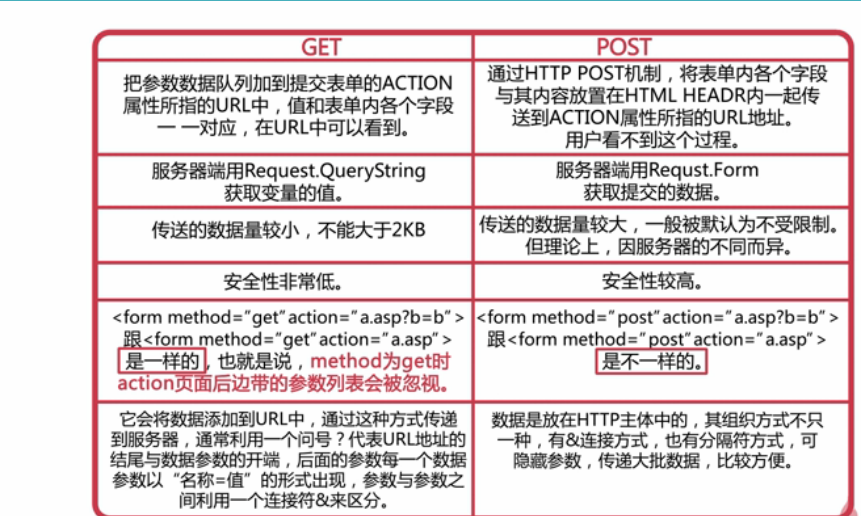 GET
POST
把参数数据队列加到提交表单的ACTION
属性所指的URL中，值和表单内各个字段
一 一对应，在URL中可以看到。
通过HTTP POST机制，将表单内各个字段
与其内容放置在HTML HEADR内一起传
送到ACTION属性所指的URL地址。
用户看不到这个过程。
服务器端用Request.QueryString
获取变量的值。
服务器端用Requst.Form
获取提交的数据。
传送的数据量较小，不能大于2KB
传送的数据量较大，一般被默认为不受限制。
但理论上，因服务器的不同而异。
安全性非常低。
安全性较高。
<form method="get"action="a.asp?b=b">
跟<form method="get"action="a.asp">
是一样的，也就是说，method为get时
action页面后边带的参数列表会被忽视。
<form method="post"action="a.asp?b=b">
跟<form method="post"action="a.asp">
是不一样的。
它会将数据添加到URL中，通过这种方式传递
到服务器，通常利用一个问号？代表URL地址的
结尾与数据参数的开端，后面的参数每一个数据
参数以“名称=值”的形式出现，参数与参数之
间利用一个连接符&来区分。
数据是放在HTTP主体中的，其组织方式不只
一种，有&连接方式，也有分隔符方式，可
隐藏参数，传递大批数据，比较方便。